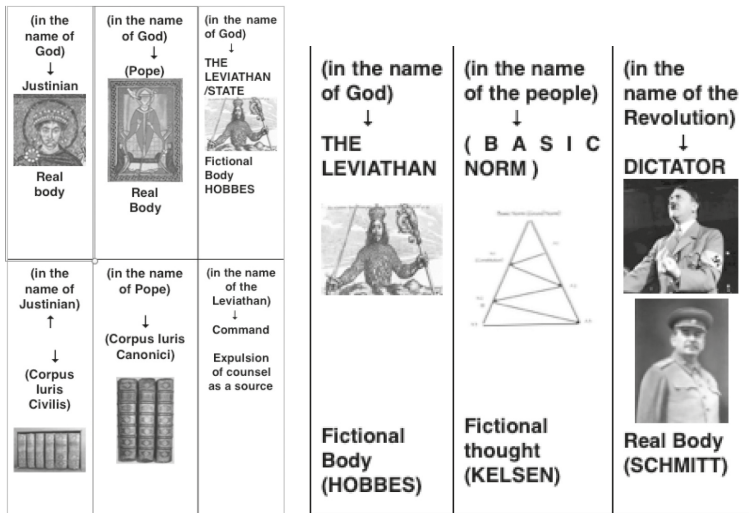 (in the
name of
God)
↓
Justinian
Real
body
(in the name
of God)
↓
(Pope)
Real
Body
(in the name
of God)
↓
THE
LEVIATHAN
/STATE
Fictional
Body
HOBBES
(in the
name of
Justinian)
↑
↓
(Corpus
Iuris
Civilis)
(in the name
of Pope)
↓
(Corpus Iuris
Canonici)
(in the name
of the
Leviathan)
↓
Command
Expulsion
of counsel
as a source
(in the name
of God)
↓
THE
LEVIATHAN
Fictional
Body
(HOBBES)
(in the name
of the people)
↓
( B A S I C
NORM )
Fictional
thought
(KELSEN)
(in the
name of the
Revolution)
↓
DICTATOR
Real Body
(SCHMITT)